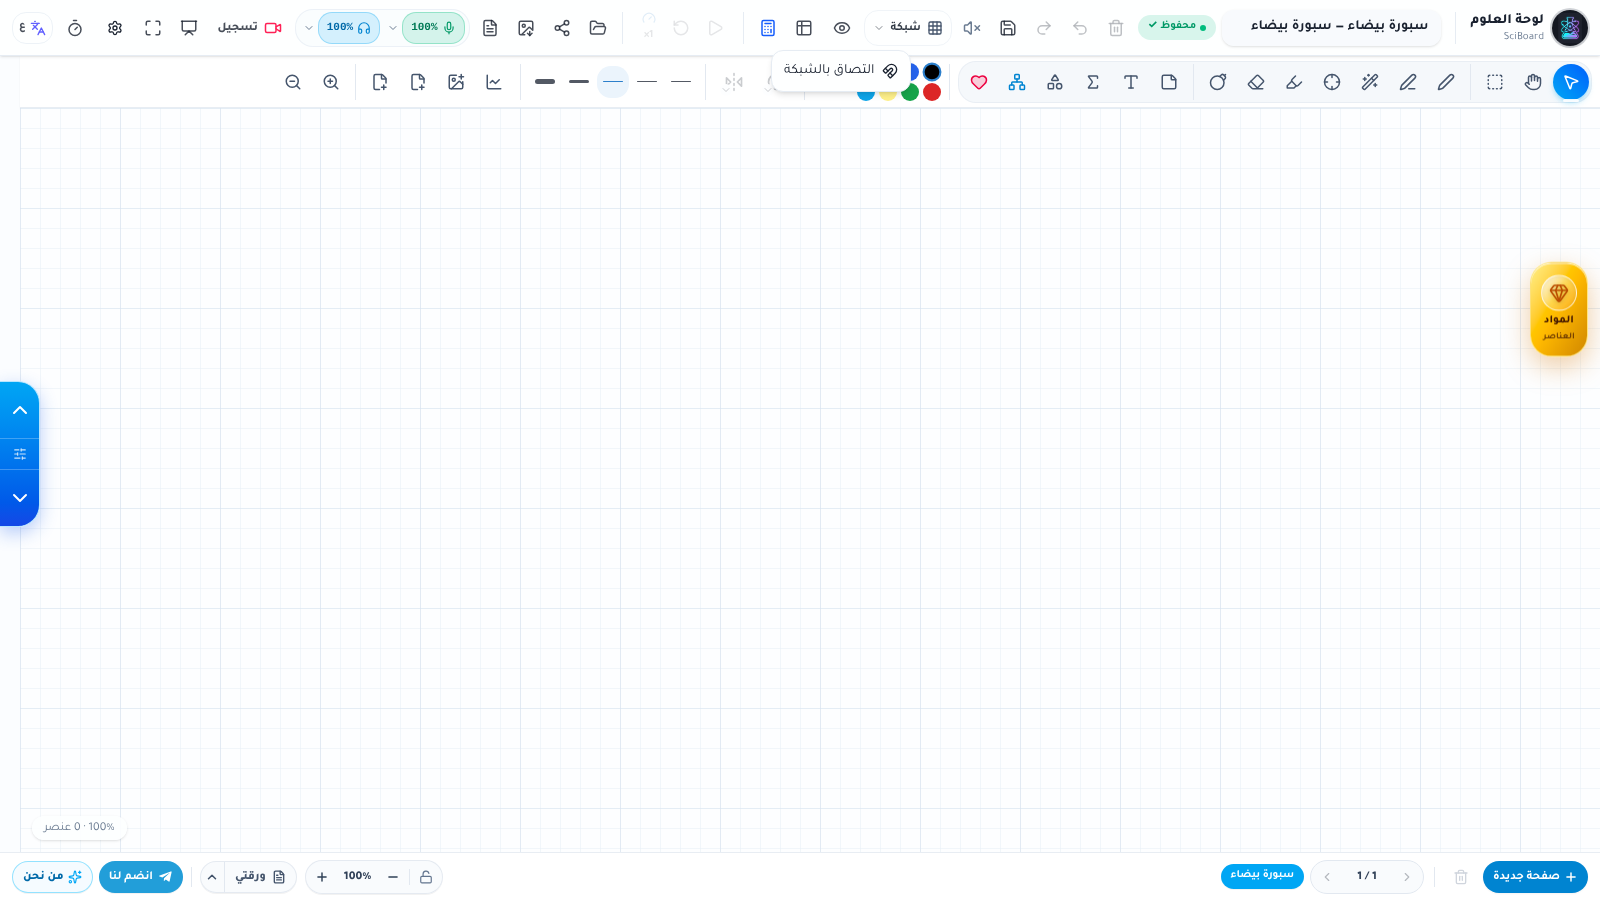 لوحة العلوم
SciBoard
سبورة بيضاء – سبورة بيضاء
محفوظ ✓
شبكة
100%
100%
تسجيل
ع
x1
التصاق بالشبكة
المواد
العناصر
100% · 0 عنصر
صفحة جديدة
1 / 1
سبورة بيضاء
100%
ورقتي
انضم لنا
من نحن